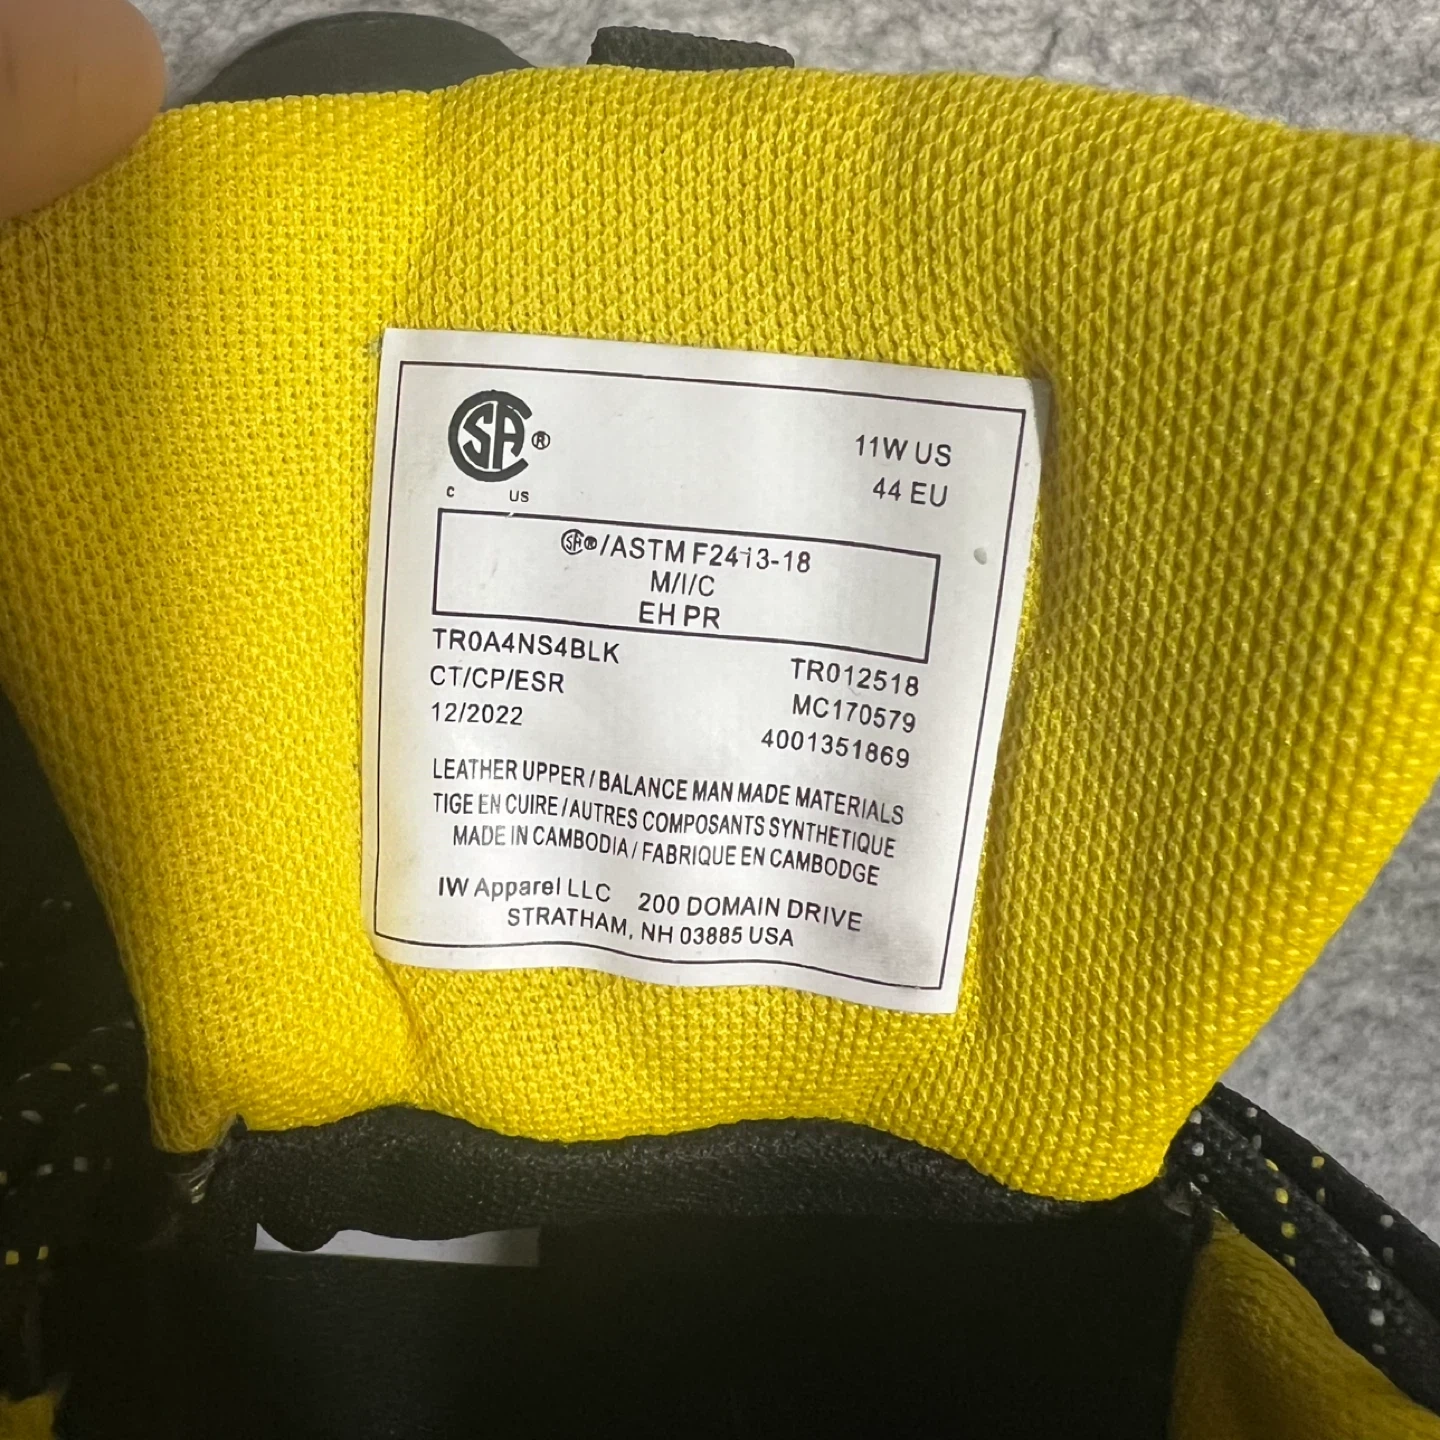 CSA®
C US
11W US
44 EU
CSA®/ASTM F2413-18
M/I/C
EH PR
TR0A4NS4BLK
CT/CP/ESR
12/2022
TR012518
MC170579
4001351869
LEATHER UPPER / BALANCE MAN MADE MATERIALS
TIGE EN CUIRE / AUTRES COMPOSANTS SYNTHETIQUE
MADE IN CAMBODIA / FABRIQUE EN CAMBODGE
IW Apparel LLC 200 DOMAIN DRIVE
STRATHAM, NH 03885 USA